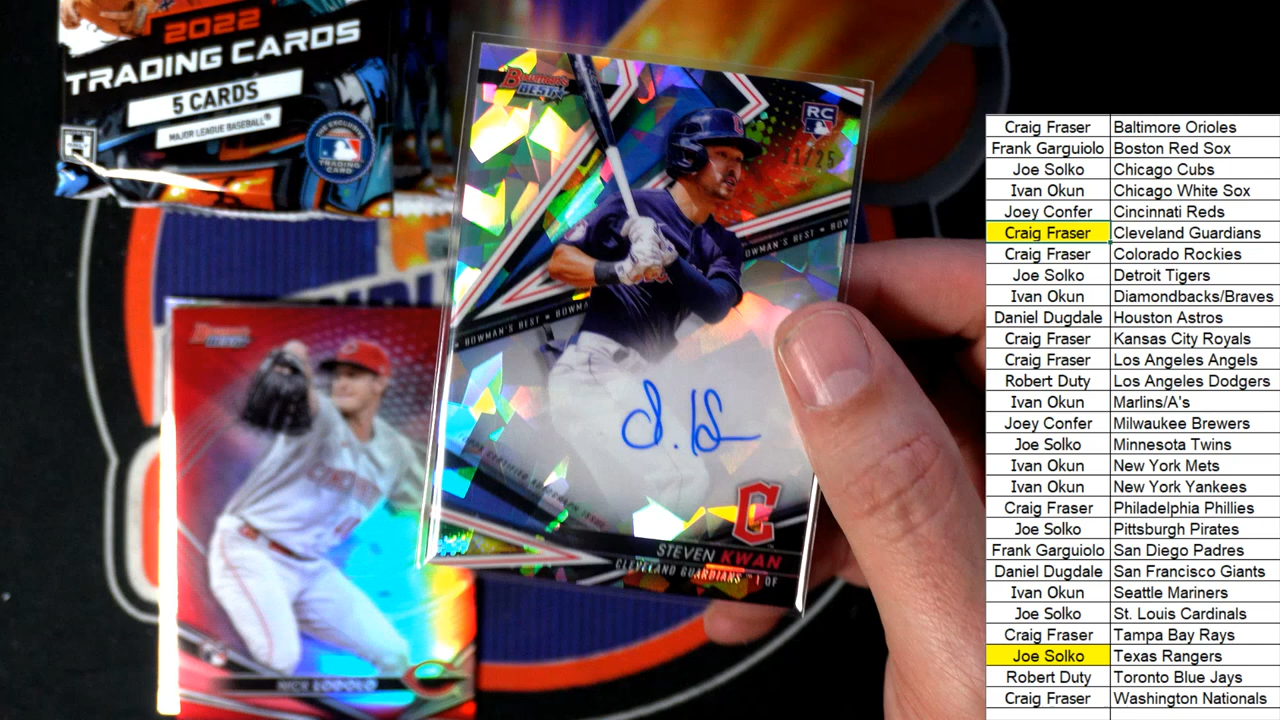 2022
TRADING CARDS
5 CARDS
MAJOR LEAGUE BASEBALL®
BOWMAN'S
BEST
RC
1/25
BOWMAN'S BEST ★ BOWMA
BOWMAN'S BEST ★ BOW
C
STEVEN KWAN
CLEVELAND GUARDIANS™ | OF
Bowman's
BEST
NICK LODOLO
Craig Fraser Baltimore Orioles
Frank Garguiolo Boston Red Sox
Joe Solko Chicago Cubs
Ivan Okun Chicago White Sox
Joey Confer Cincinnati Reds
Craig Fraser Cleveland Guardians
Craig Fraser Colorado Rockies
Joe Solko Detroit Tigers
Ivan Okun Diamondbacks/Braves
Daniel Dugdale Houston Astros
Craig Fraser Kansas City Royals
Craig Fraser Los Angeles Angels
Robert Duty Los Angeles Dodgers
Ivan Okun Marlins/A's
Joey Confer Milwaukee Brewers
Joe Solko Minnesota Twins
Ivan Okun New York Mets
Ivan Okun New York Yankees
Craig Fraser Philadelphia Phillies
Joe Solko Pittsburgh Pirates
Frank Garguiolo San Diego Padres
Daniel Dugdale San Francisco Giants
Ivan Okun Seattle Mariners
Joe Solko St. Louis Cardinals
Craig Fraser Tampa Bay Rays
Joe Solko Texas Rangers
Robert Duty Toronto Blue Jays
Craig Fraser Washington Nationals